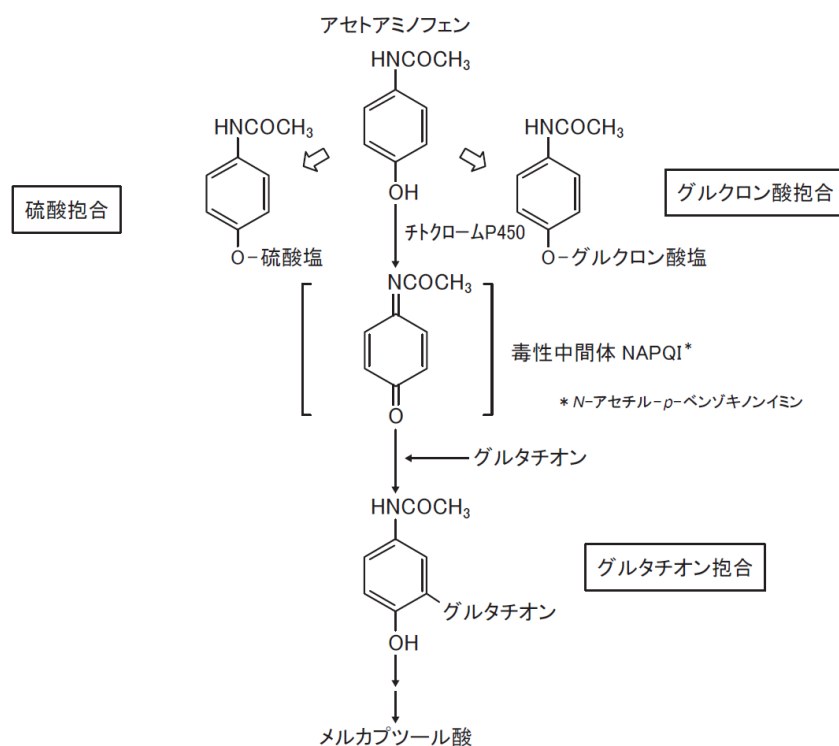 アセトアミノフェン
HNCOCH3
HNCOCH3
HNCOCH3
OH
硫酸抱合
グルクロン酸抱合
O-硫酸塩
チトクロームP450
O-グルクロン酸塩
NCOCH3
毒性中間体 NAPQI*
* N-アセチル-p-ベンゾキノンイミン
O
グルタチオン
HNCOCH3
グルタチオン抱合
グルタチオン
OH
メルカプツール酸